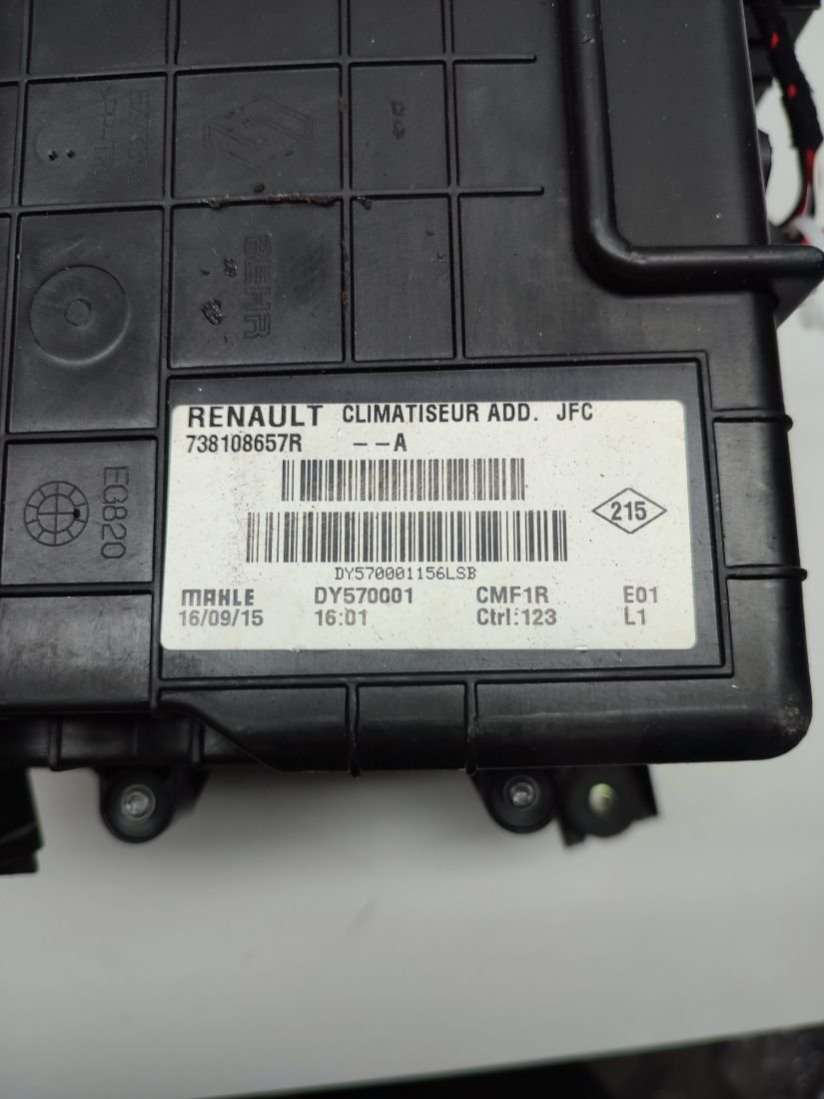 BEHR
EG820
RENAULT CLIMATISEUR ADD. JFC
738108657R --A
215
DY570001156LSB
MAHLE DY570001 CMF1R E01
16/09/15 16:01 Ctrl:123 L1